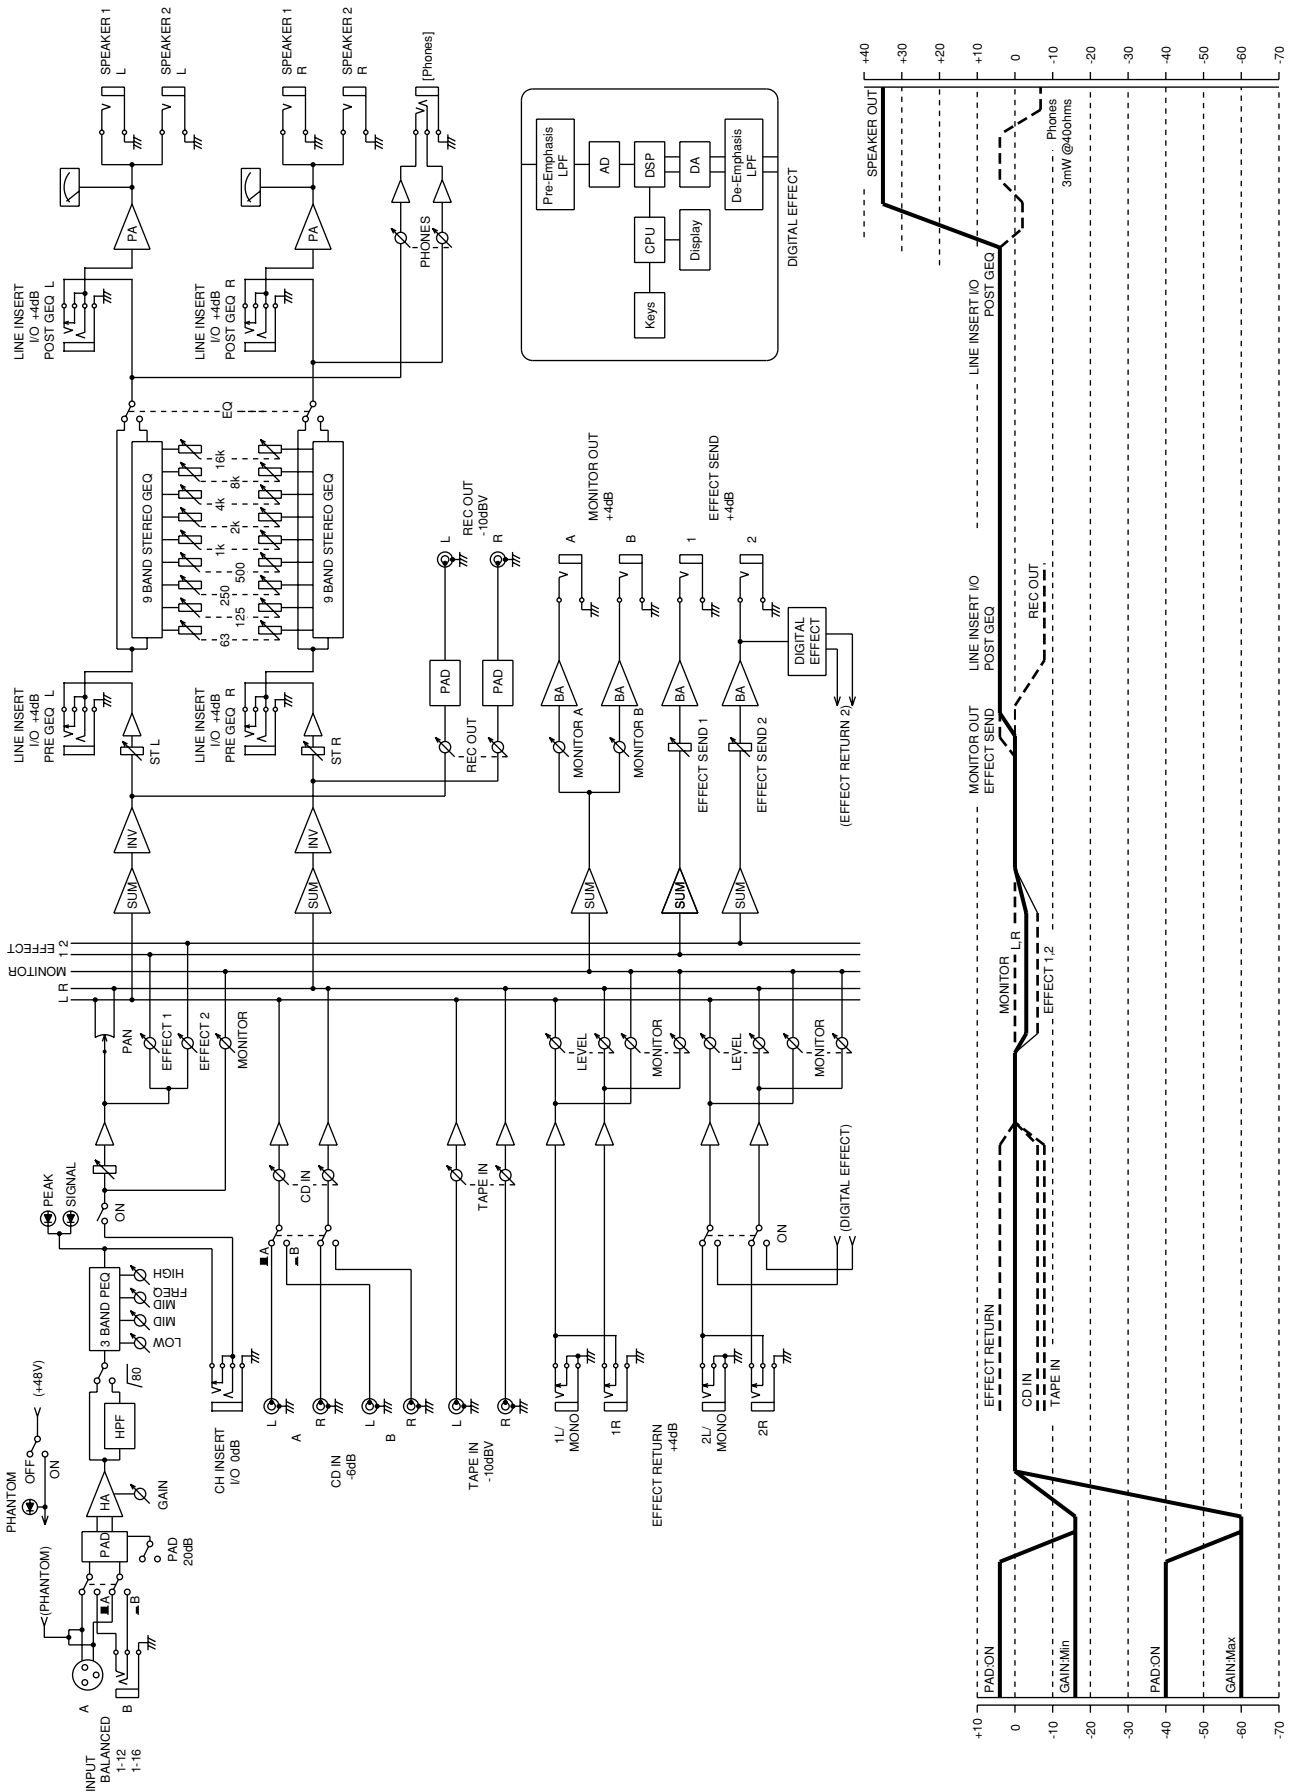 INPUT
BALANCED
1-12
1-16
A
B
(PHANTOM)
A
B
PAD
PAD
20dB
PHANTOM
OFF
ON
(+48V)
HA
GAIN
HPF
/80
3 BAND PEQ
LOW
MID
MID
FREQ
HIGH
PEAK
SIGNAL
ON
PAN
EFFECT 1
EFFECT 2
MONITOR
CH INSERT
I/O 0dB
L
A
R
CD IN
-6dB
L
B
R
A
B
CD IN
L
TAPE IN
-10dBV
R
TAPE IN
1L/
MONO
1R
EFFECT RETURN
+4dB
2L/
MONO
2R
LEVEL
MONITOR
LEVEL
MONITOR
ON
(DIGITAL EFFECT)
L R
MONITOR
1 2
EFFECT
SUM
INV
SUM
INV
SUM
SUM
SUM
ST L
ST R
LINE INSERT
I/O +4dB
PRE GEQ L
LINE INSERT
I/O +4dB
PRE GEQ R
9 BAND STEREO GEQ
63
125
250
500
1k
2k
4k
8k
16k
9 BAND STEREO GEQ
EQ
LINE INSERT
I/O +4dB
POST GEQ L
LINE INSERT
I/O +4dB
POST GEQ R
PA
PA
PHONES
SPEAKER 1
L
SPEAKER 2
L
SPEAKER 1
R
SPEAKER 2
R
[Phones]
REC OUT
PAD
PAD
L
REC OUT
-10dBV
R
MONITOR A
MONITOR B
BA
BA
A
MONITOR OUT
+4dB
B
EFFECT SEND 1
EFFECT SEND 2
BA
BA
1
EFFECT SEND
+4dB
2
DIGITAL
EFFECT
(EFFECT RETURN 2)
Pre-Emphasis
LPF
AD
DSP
DA
De-Emphasis
LPF
CPU
Display
Keys
DIGITAL EFFECT
+10
0
-10
-20
-30
-40
-50
-60
-70
PAD:ON
GAIN:Min
PAD:ON
GAIN:Max
EFFECT RETURN
CD IN
TAPE IN
MONITOR
L,R
EFFECT 1,2
MONITOR OUT
EFFECT SEND
LINE INSERT I/O
POST GEQ
REC OUT
LINE INSERT I/O
POST GEQ
SPEAKER OUT
Phones
3mW @40ohms
+40
+30
+20
+10
0
-10
-20
-30
-40
-50
-60
-70